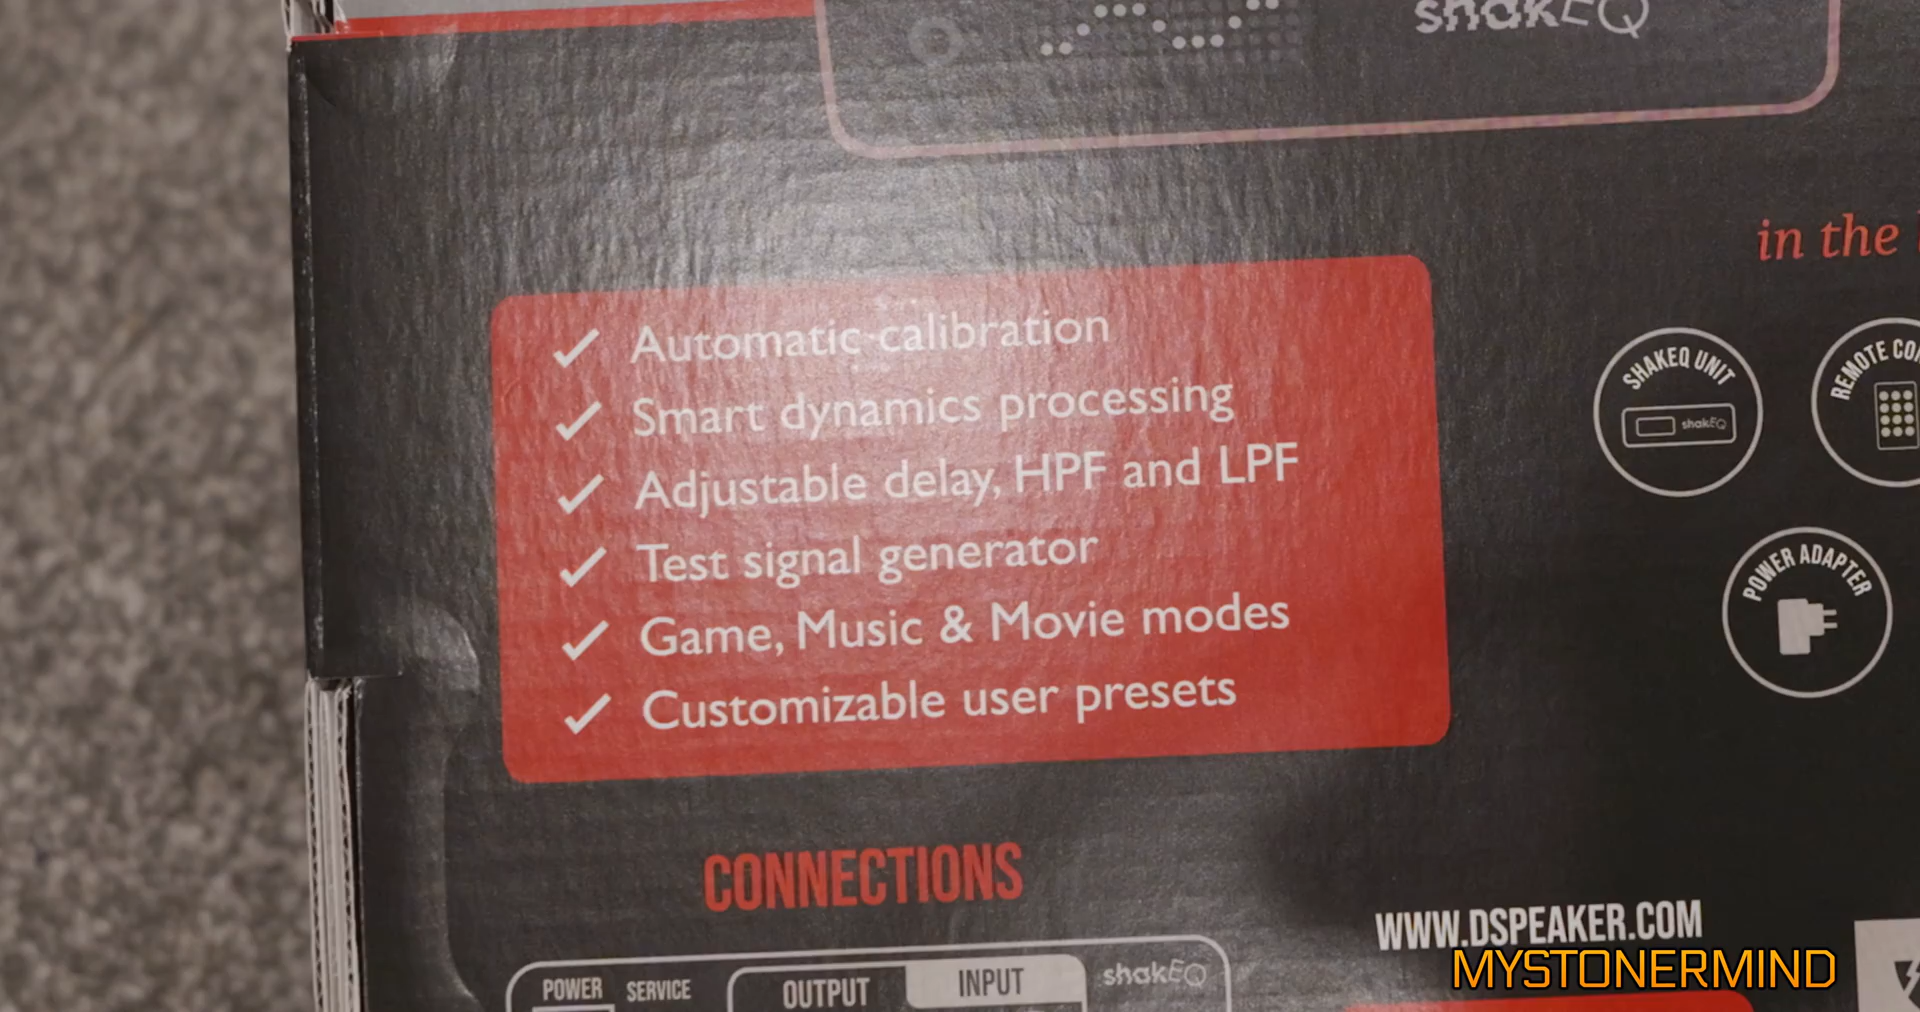 shakEQ
in the
Automatic calibration
Smart dynamics processing
Adjustable delay, HPF and LPF
Test signal generator
Game, Music & Movie modes
Customizable user presets
SHAKEQ UNIT
shakEQ
REMOTE
POWER ADAPTER
CONNECTIONS
WWW.DSPEAKER.COM
MYSTONERMIND
POWER SERVICE OUTPUT INPUT shakEQ